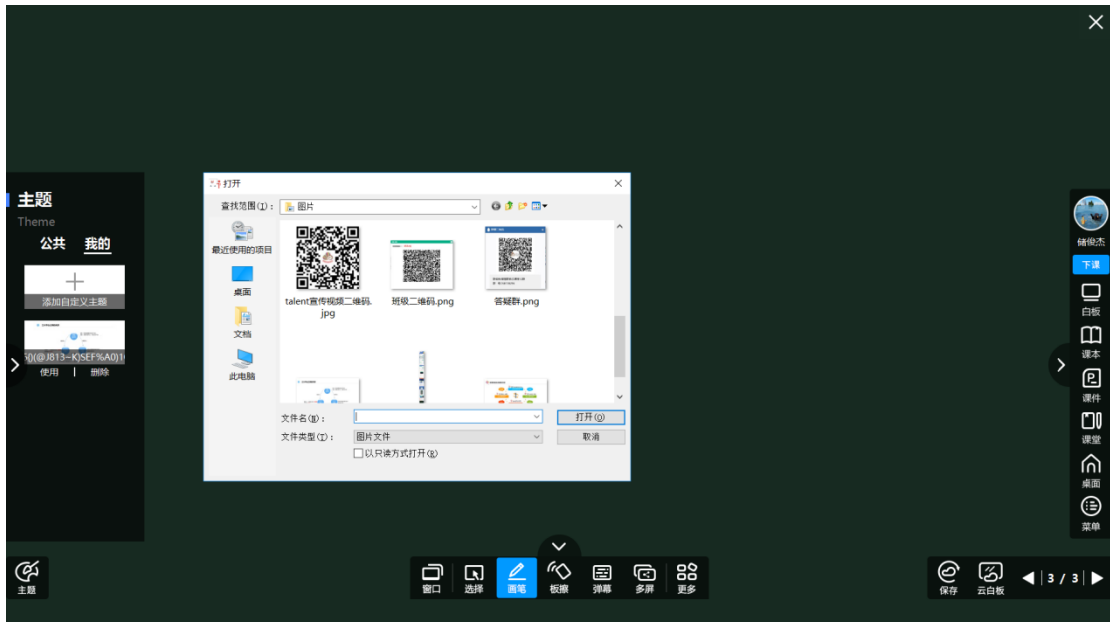 主题
Theme
公共 我的
添加自定义主题
使用 | 删除
主题
打开
查找范围(I)：
图片
最近使用的项目
桌面
文档
此电脑
talent宣传视频二维码.
jpg
班级二维码.png
答疑群.png
文件名(N)：
打开(O)
文件类型(T)：
图片文件
取消
以只读方式打开(R)
窗口
选择
画笔
板擦
弹幕
多屏
更多
储俊杰
下课
白板
课本
课件
课堂
桌面
菜单
保存
云白板
3 / 3